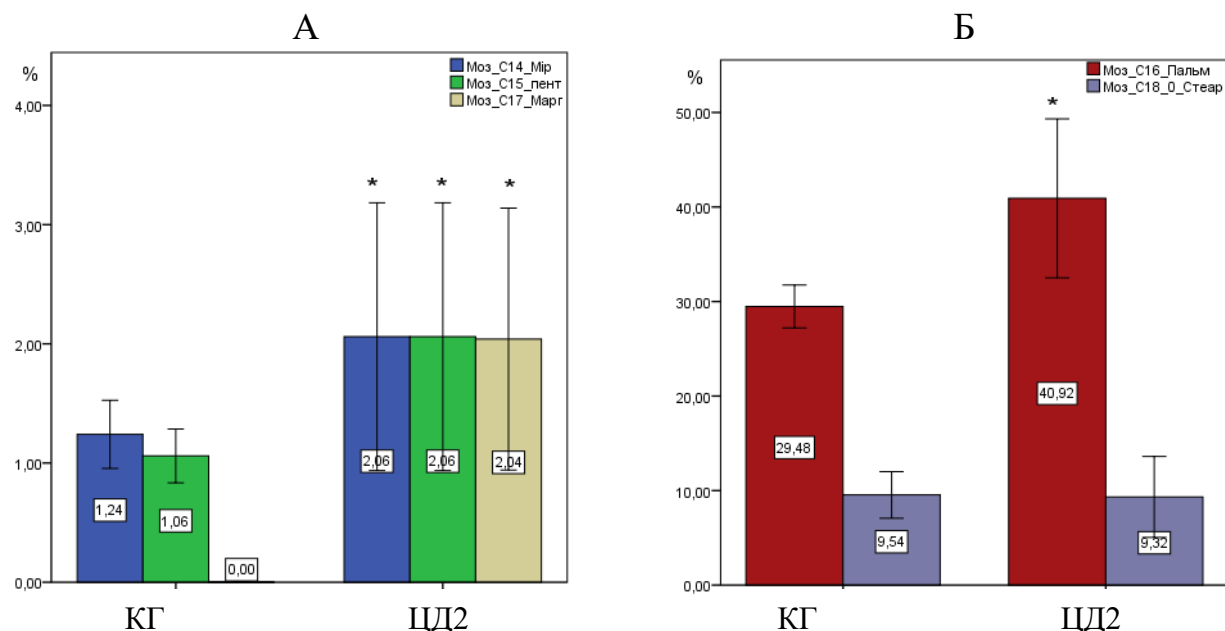 А
%
Моз_С14_Мір
Моз_С15_пент
Моз_С17_Марг
4,00
3,00
2,00
1,00
0,00
* * *
1,24
1,06
0,00
2,06
2,06
2,04
КГ ЦД2
Б
%
Моз_С16_Пальм
Моз_С18_0_Стеар
50,00
40,00
30,00
20,00
10,00
0,00
*
29,48
9,54
40,92
9,32
КГ ЦД2